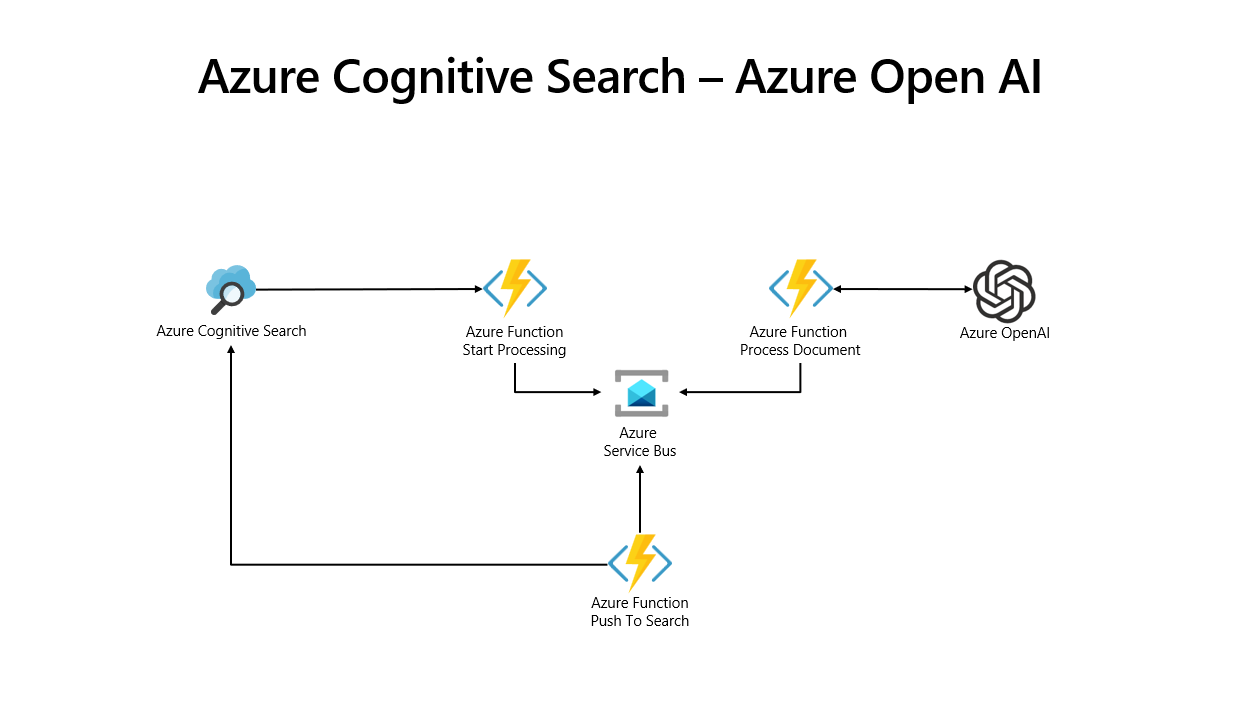 Azure Cognitive Search – Azure Open AI
Azure Cognitive Search
Azure Function
Start Processing
Azure Function
Process Document
Azure OpenAI
Azure
Service Bus
Azure Function
Push To Search